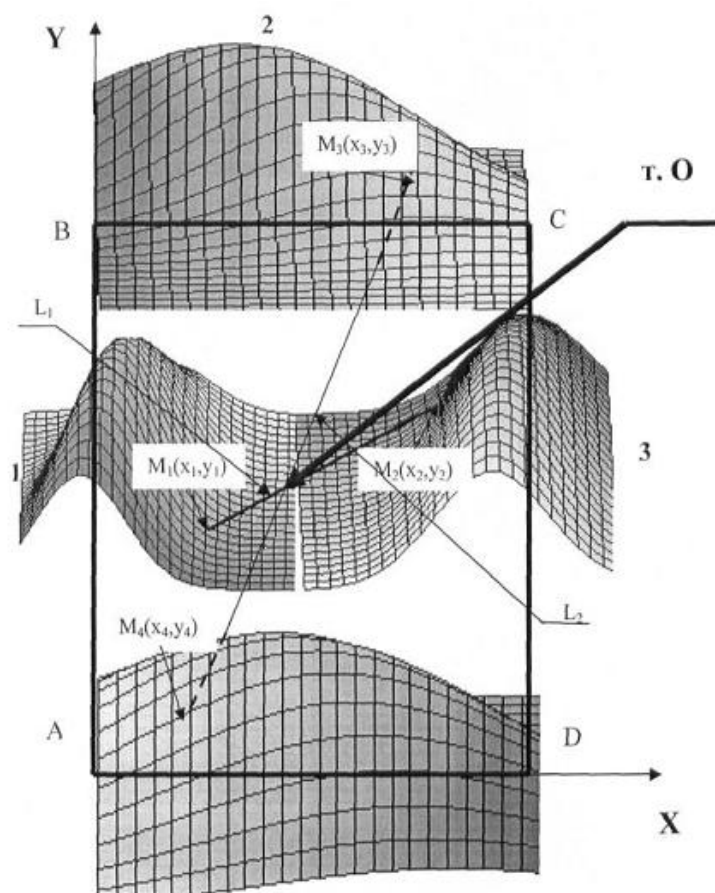 2
Y
M₃(x₃,y₃)
т. О
B
C
L₁
M₁(x₁,y₁)
M₂(x₂,y₂)
1
3
M₄(x₄,y₄)
L₂
A
D
X